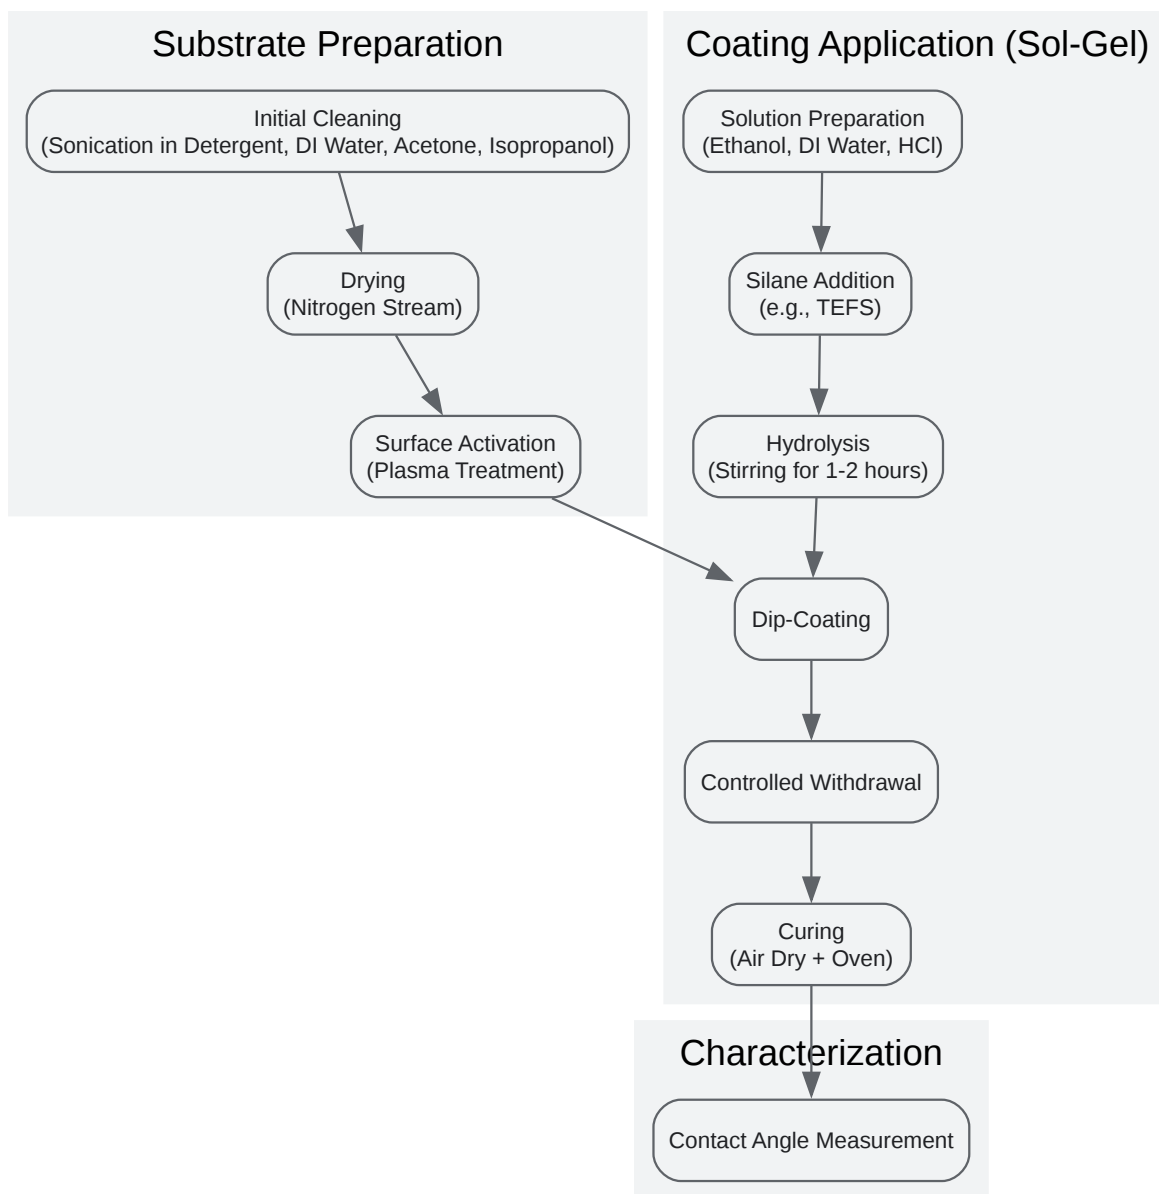 Substrate Preparation
Initial Cleaning
(Sonication in Detergent, DI Water, Acetone, Isopropanol)
Drying
(Nitrogen Stream)
Surface Activation
(Plasma Treatment)
Coating Application (Sol-Gel)
Solution Preparation
(Ethanol, DI Water, HCl)
Silane Addition
(e.g., TEFS)
Hydrolysis
(Stirring for 1-2 hours)
Dip-Coating
Controlled Withdrawal
Curing
(Air Dry + Oven)
Characterization
Contact Angle Measurement